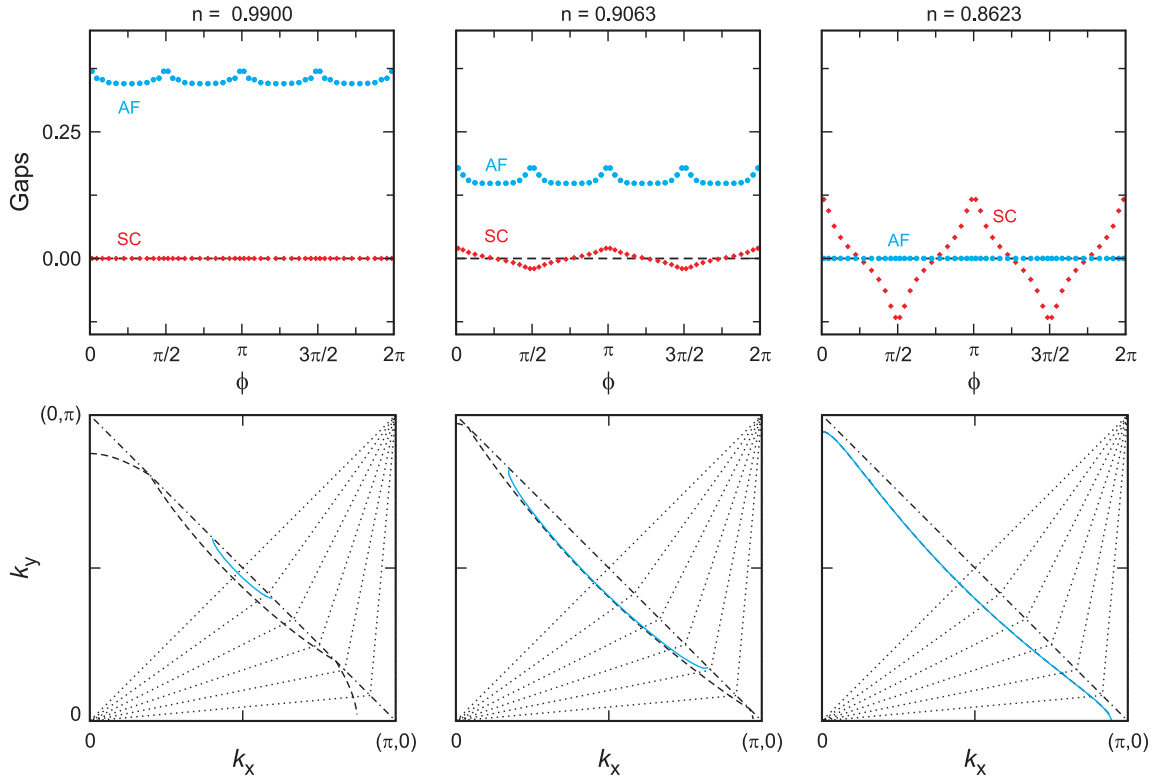 n = 0.9900
n = 0.9063
n = 0.8623
Gaps
0.25
0.00
AF
SC
AF
SC
SC
AF
0 π/2 π 3π/2 2π
0 π/2 π 3π/2 2π
0 π/2 π 3π/2 2π
ϕ
ϕ
ϕ
(0,π)
k_y
0
0 (π,0)
0 (π,0)
0 (π,0)
k_x
k_x
k_x